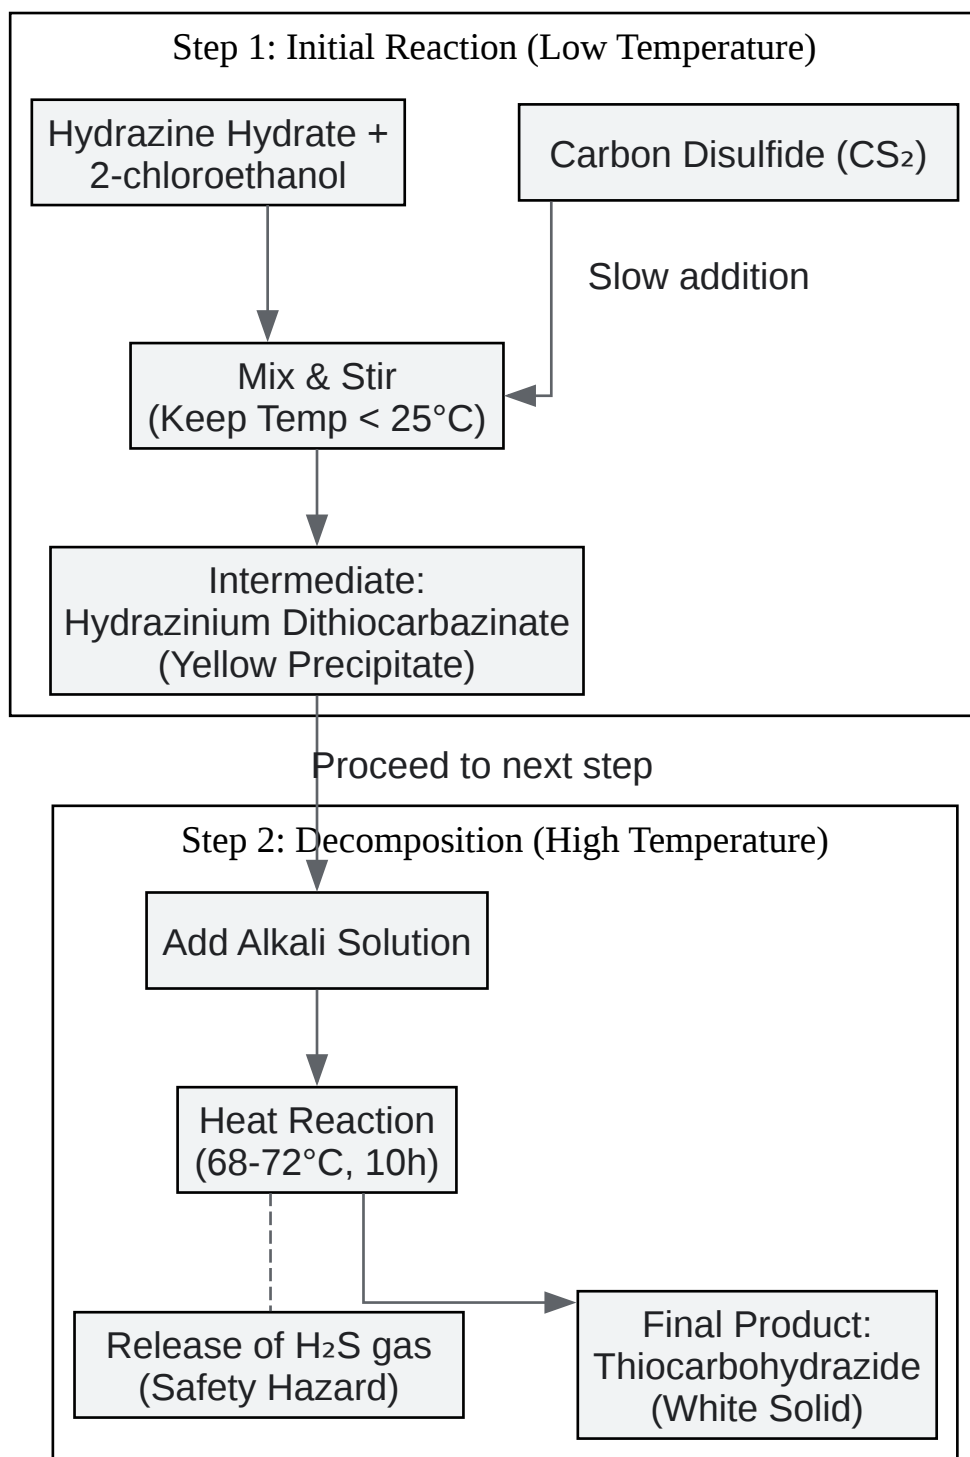 Step 1: Initial Reaction (Low Temperature)
Hydrazine Hydrate +
2-chloroethanol
Carbon Disulfide (CS₂)
Slow addition
Mix & Stir
(Keep Temp < 25°C)
Intermediate:
Hydrazinium Dithiocarbazinate
(Yellow Precipitate)
Proceed to next step
Step 2: Decomposition (High Temperature)
Add Alkali Solution
Heat Reaction
(68-72°C, 10h)
Release of H₂S gas
(Safety Hazard)
Final Product:
Thiocarbohydrazide
(White Solid)